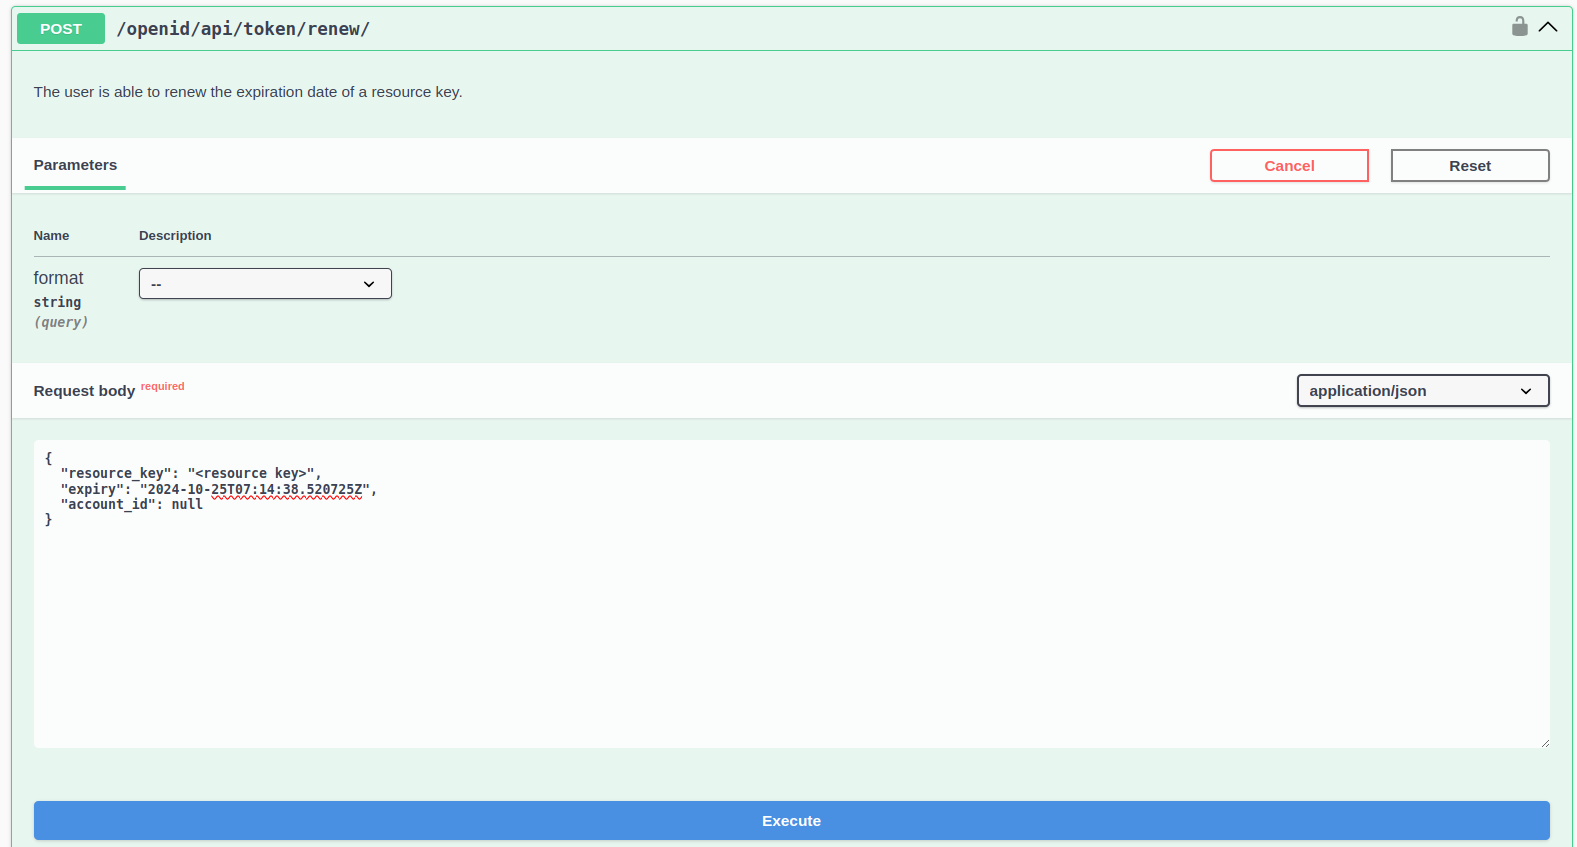 POST /openid/api/token/renew/
The user is able to renew the expiration date of a resource key.
Parameters Cancel Reset
Name Description
format --
string
(query)
Request body required application/json
{
  "resource_key": "<resource key>",
  "expiry": "2024-10-25T07:14:38.520725Z",
  "account_id": null
}
Execute